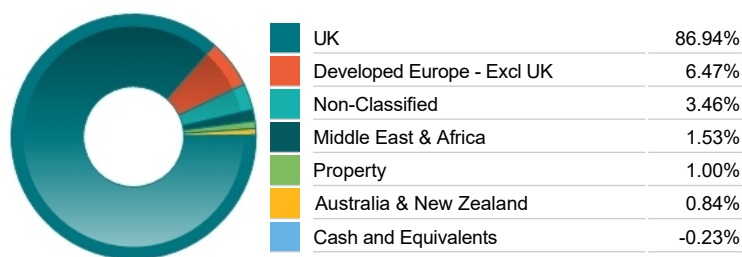 UK 86.94%
Developed Europe - Excl UK 6.47%
Non-Classified 3.46%
Middle East & Africa 1.53%
Property 1.00%
Australia & New Zealand 0.84%
Cash and Equivalents -0.23%